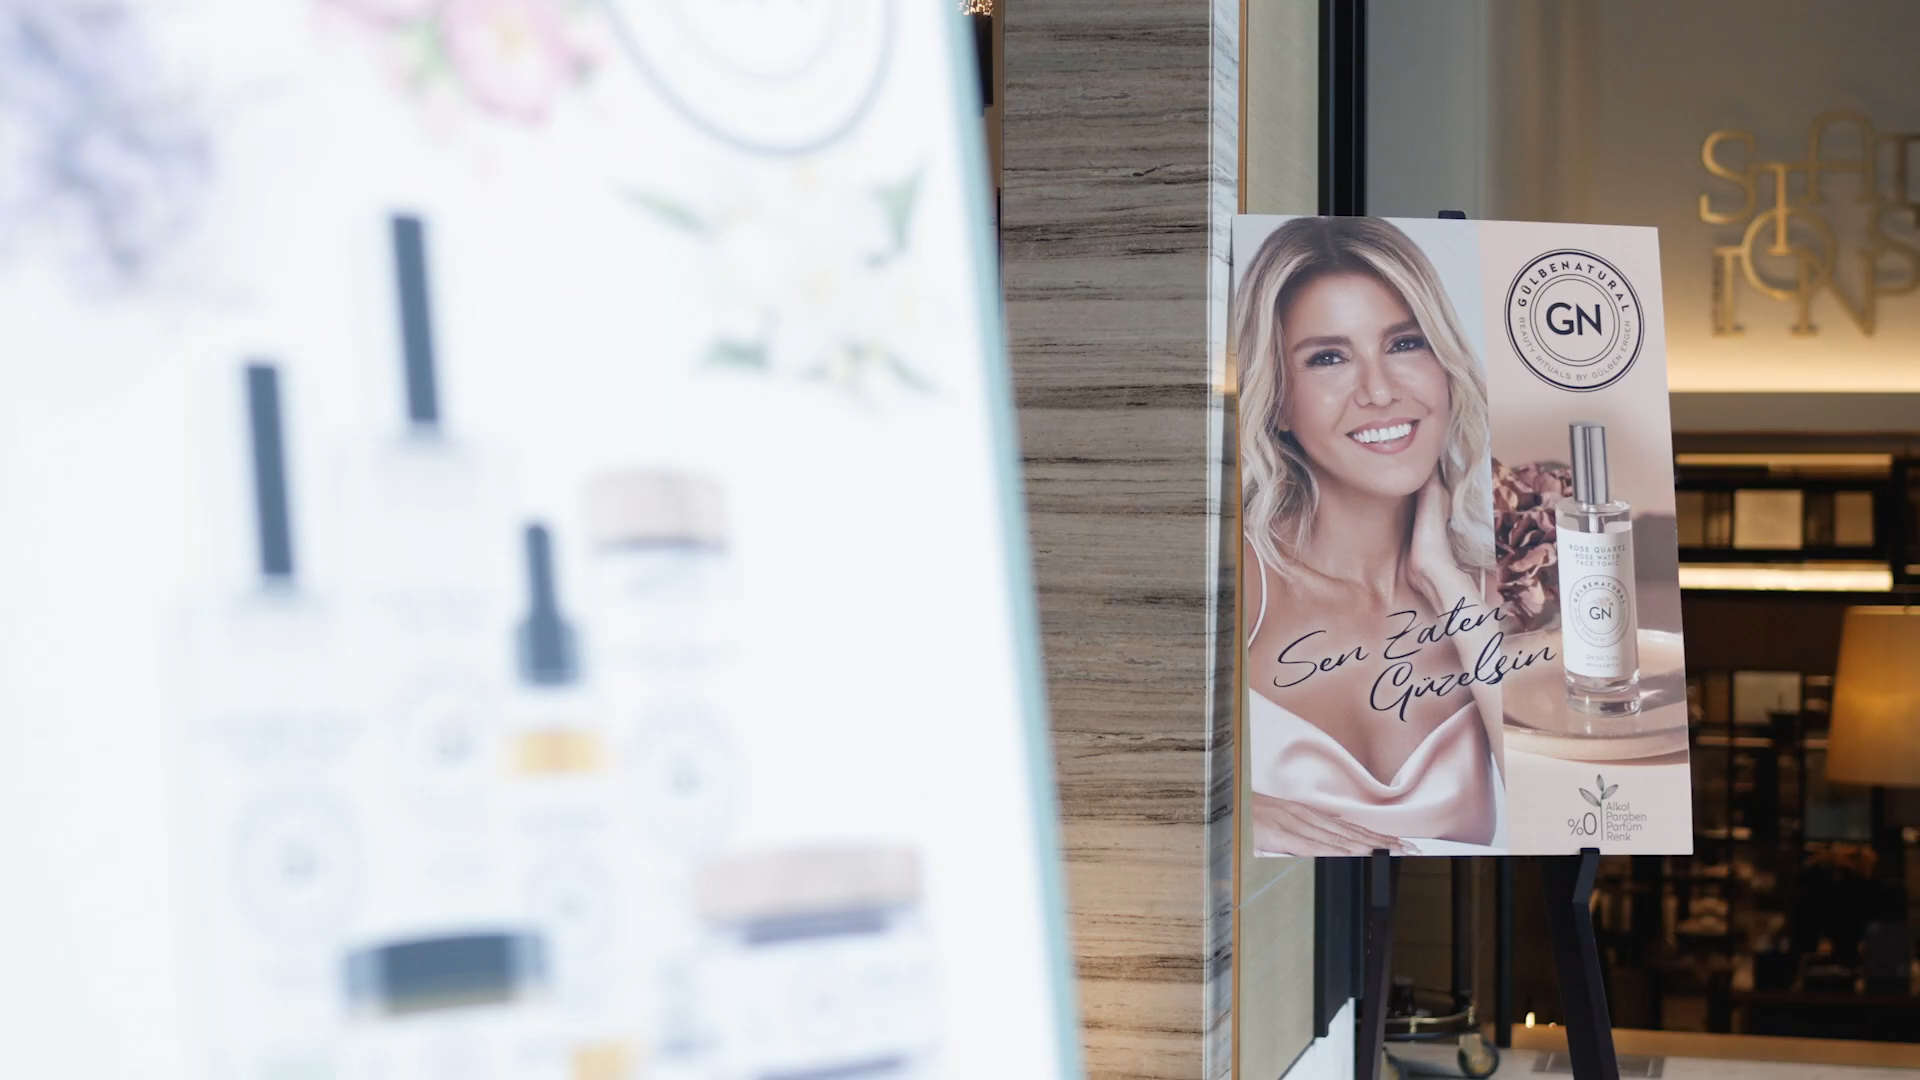 STATIONS
GÜLBENATURAL
GN
BEAUTY RITUALS BY GÜLBEN ERGEN
ROSE QUARTZ
ROSE WATER
FACE TONIC
GÜLBENATURAL
GN
Sen Zaten
Güzelsin
%0
Alkol
Paraben
Parfüm
Renk